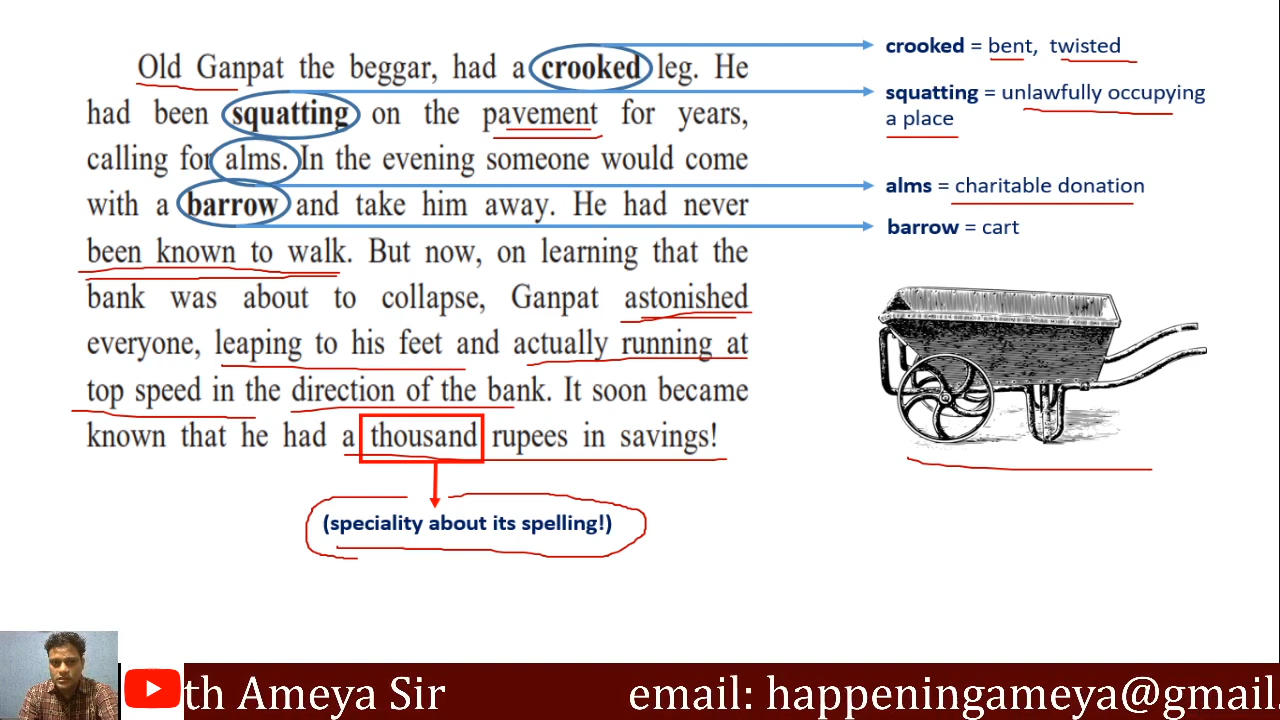 Old Ganpat the beggar, had a crooked leg. He
had been squatting on the pavement for years,
calling for alms. In the evening someone would come
with a barrow and take him away. He had never
been known to walk. But now, on learning that the
bank was about to collapse, Ganpat astonished
everyone, leaping to his feet and actually running at
top speed in the direction of the bank. It soon became
known that he had a thousand rupees in savings!
(speciality about its spelling!)
crooked = bent, twisted
squatting = unlawfully occupying
a place
alms = charitable donation
barrow = cart
th Ameya Sir email: happeningameya@gmail.